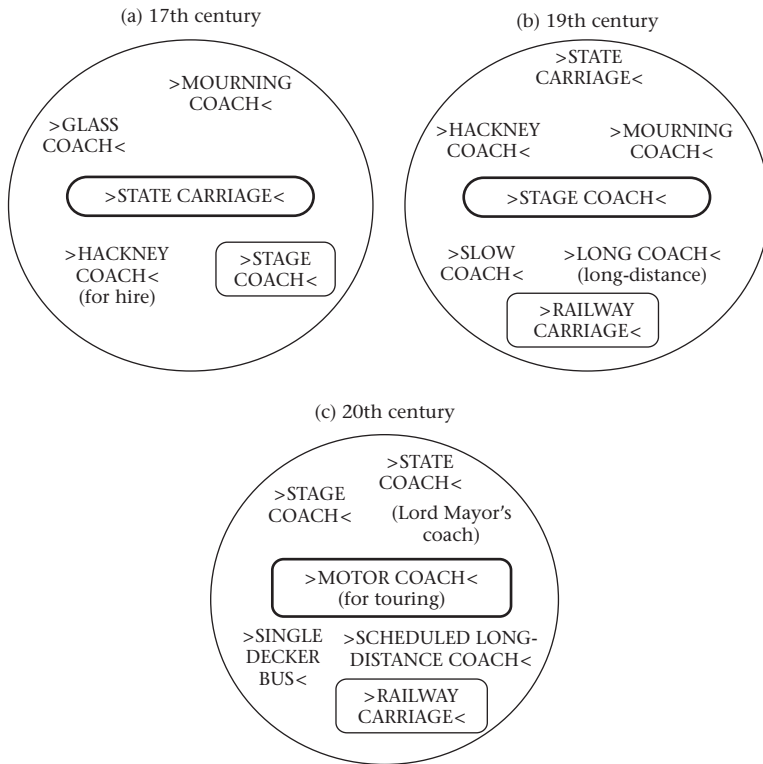 (a) 17th century
>MOURNING
COACH<
>GLASS
COACH<
>STATE CARRIAGE<
>HACKNEY
COACH<
(for hire)
>STAGE
COACH<
(b) 19th century
>STATE
CARRIAGE<
>HACKNEY
COACH<
>MOURNING
COACH<
>STAGE COACH<
>SLOW
COACH<
>LONG COACH<
(long-distance)
>RAILWAY
CARRIAGE<
(c) 20th century
>STATE
COACH<
(Lord Mayor's
coach)
>STAGE
COACH<
>MOTOR COACH<
(for touring)
>SINGLE
DECKER
BUS<
>SCHEDULED LONG-
DISTANCE COACH<
>RAILWAY
CARRIAGE<